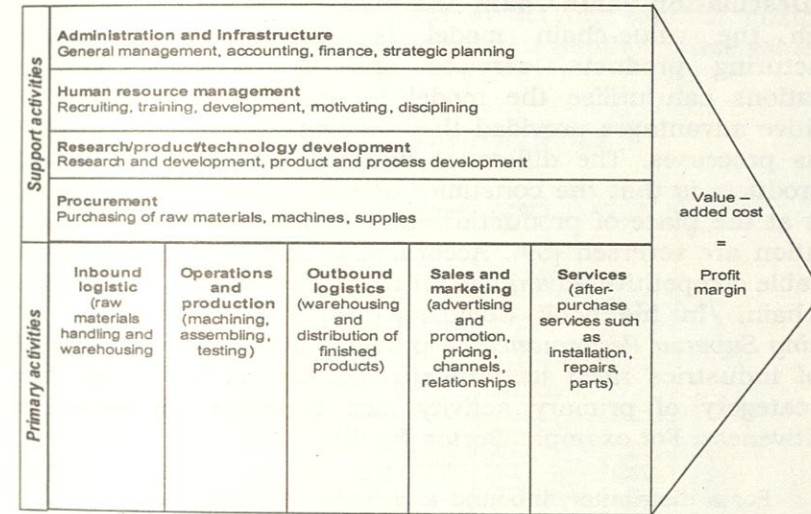 Support activities
Administration and infrastructure
General management, accounting, finance, strategic planning
Human resource management
Recruiting, training, development, motivating, disciplining
Research/product/technology development
Research and development, product and process development
Procurement
Purchasing of raw materials, machines, supplies
Primary activities
Inbound
logistic
(raw
materials
handling and
warehousing
Operations
and
production
(machining,
assembling,
testing)
Outbound
logistics
(warehousing
and
distribution of
finished
products)
Sales and
marketing
(advertising
and
promotion,
pricing,
channels,
relationships
Services
(after-
purchase
services such
as
installation,
repairs,
parts)
Value –
added cost
=
Profit
margin